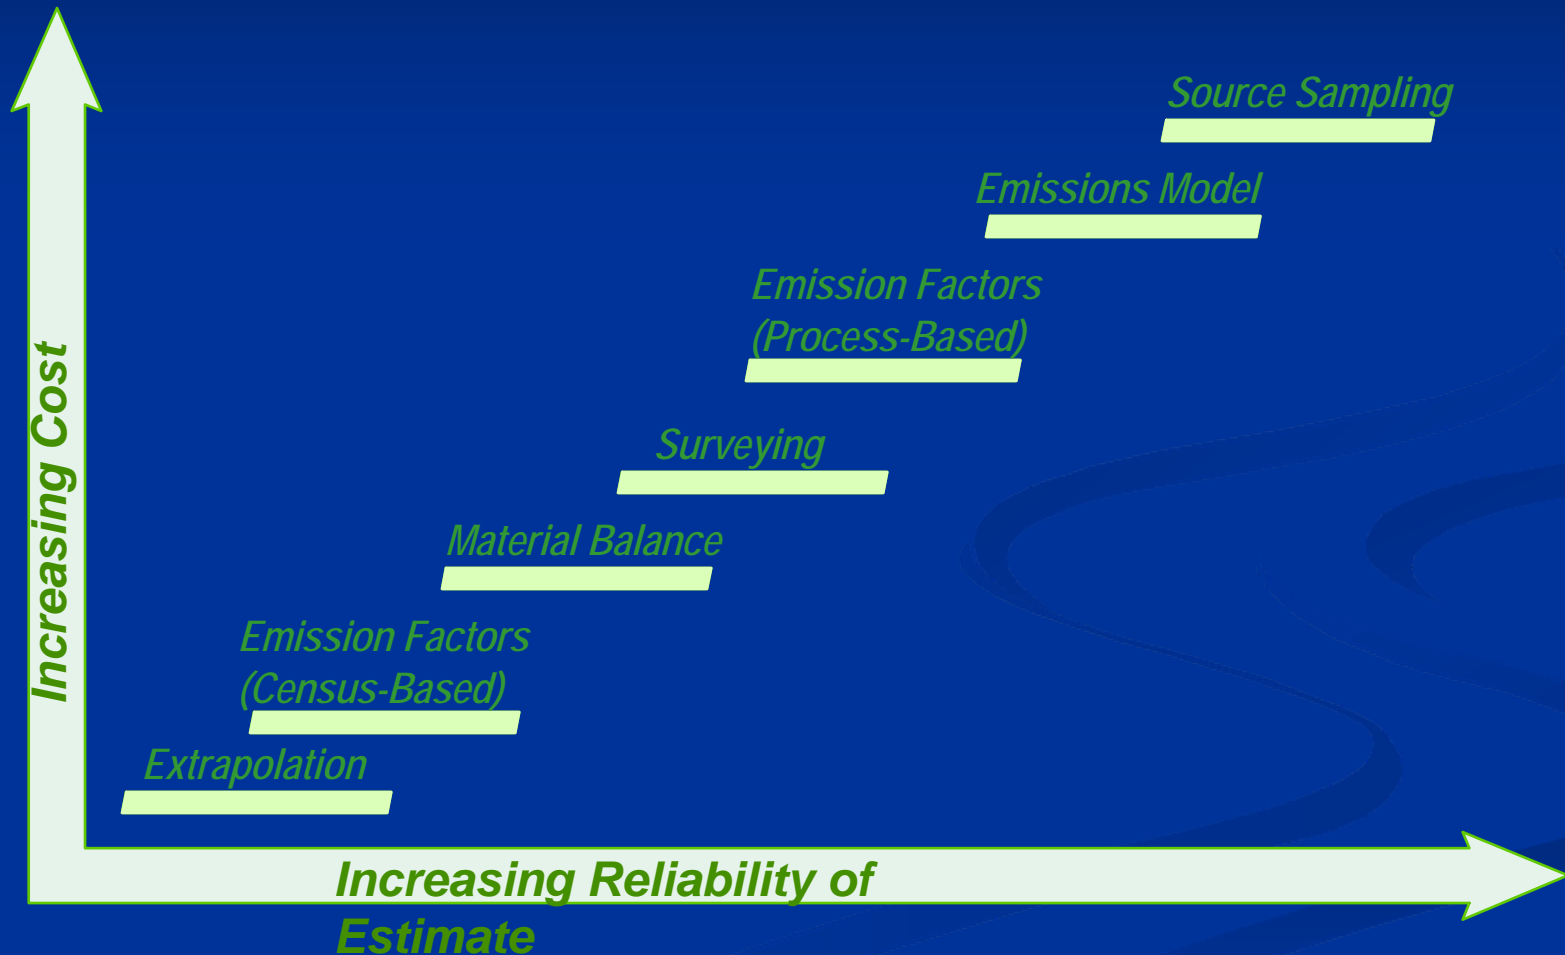 Source Sampling
Emissions Model
Emission Factors
(Process-Based)
Surveying
Material Balance
Emission Factors
(Census-Based)
Extrapolation
Increasing Cost
Increasing Reliability of
Estimate